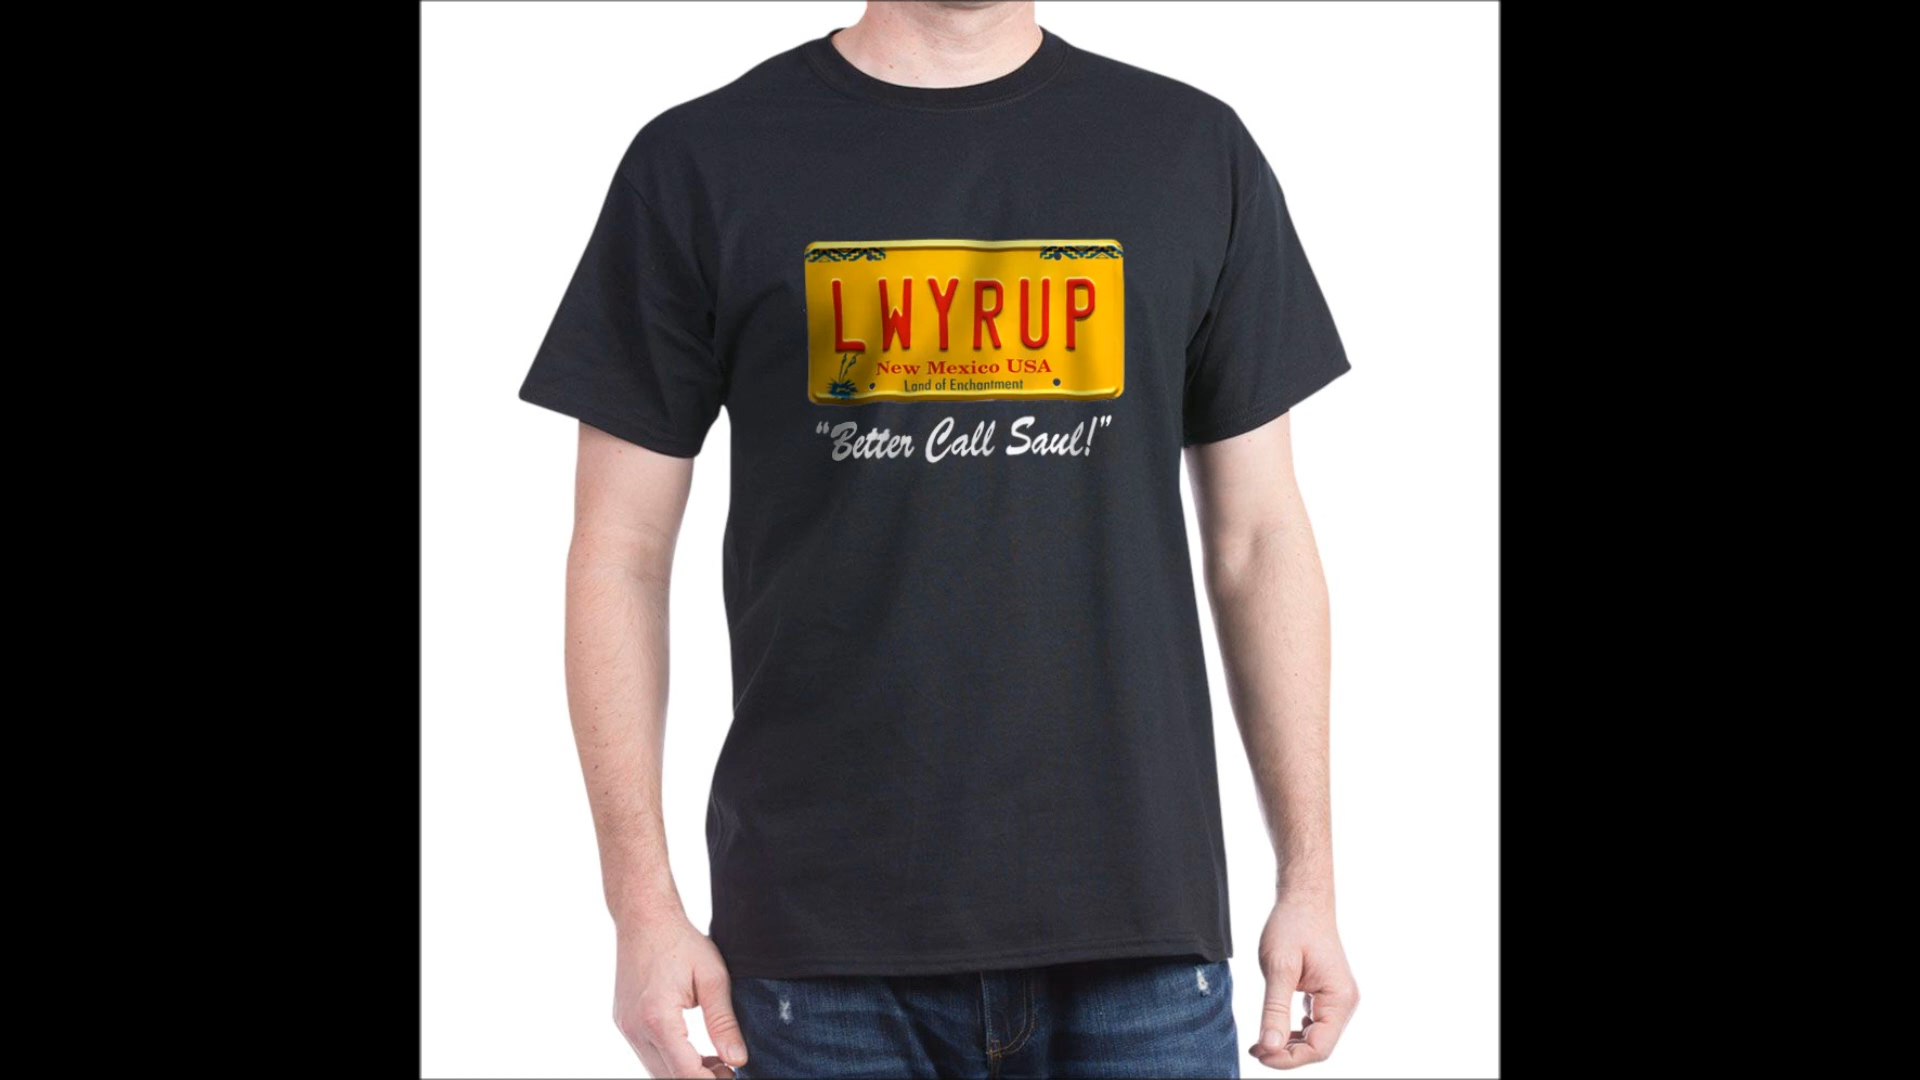 LWYRUP
New Mexico USA
Land of Enchantment
“Better Call Saul!”